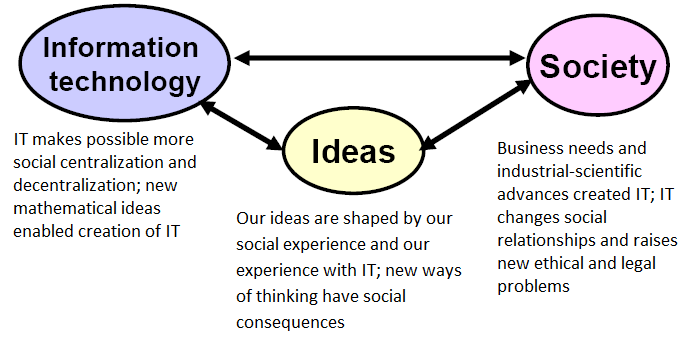 Information
technology
Society
Ideas
IT makes possible more
social centralization and
decentralization; new
mathematical ideas
enabled creation of IT
Our ideas are shaped by our
social experience and our
experience with IT; new ways
of thinking have social
consequences
Business needs and
industrial-scientific
advances created IT; IT
changes social
relationships and raises
new ethical and legal
problems